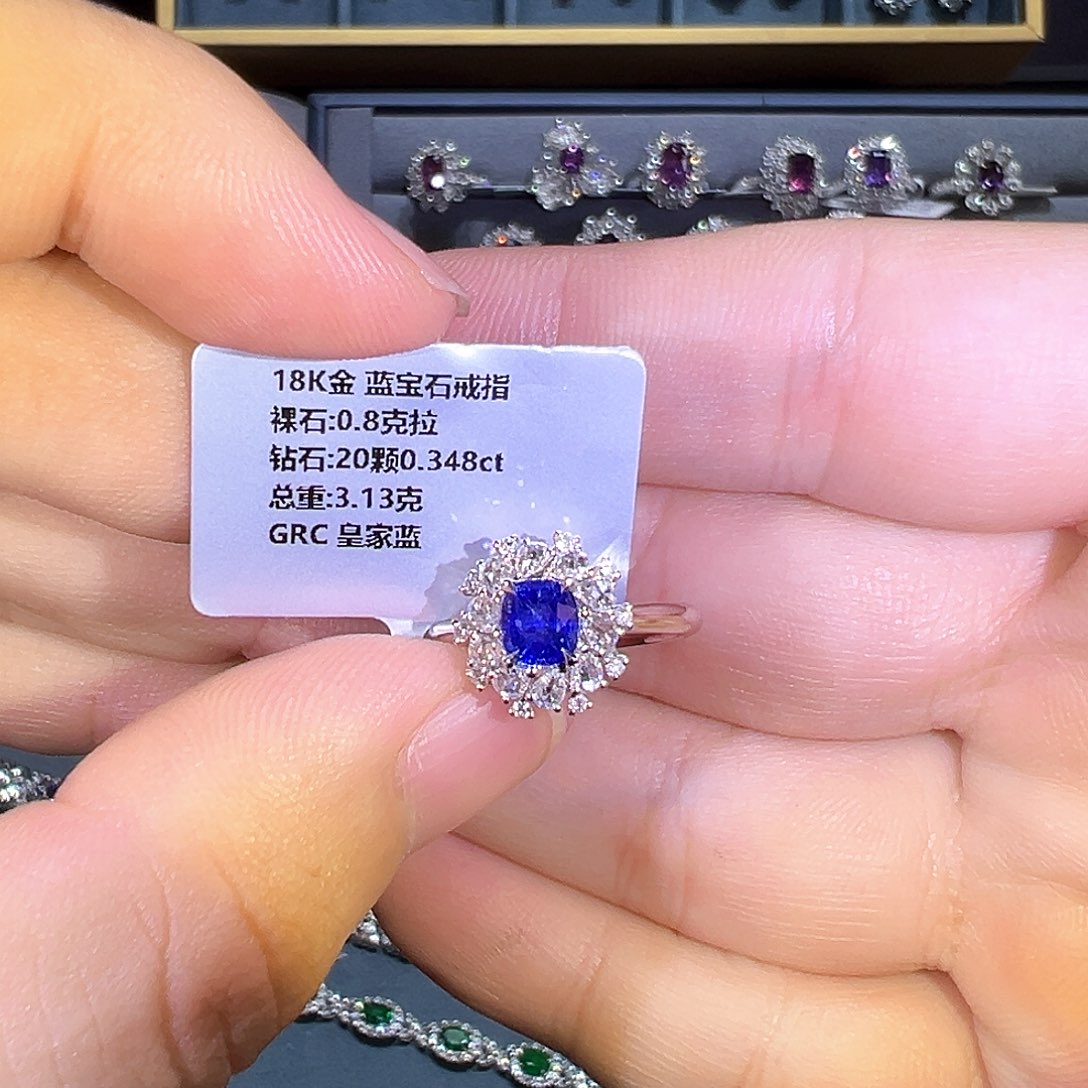 18K金 蓝宝石戒指
裸石:0.8克拉
钻石:20颗0.348ct
总重:3.13克
GRC 皇家蓝